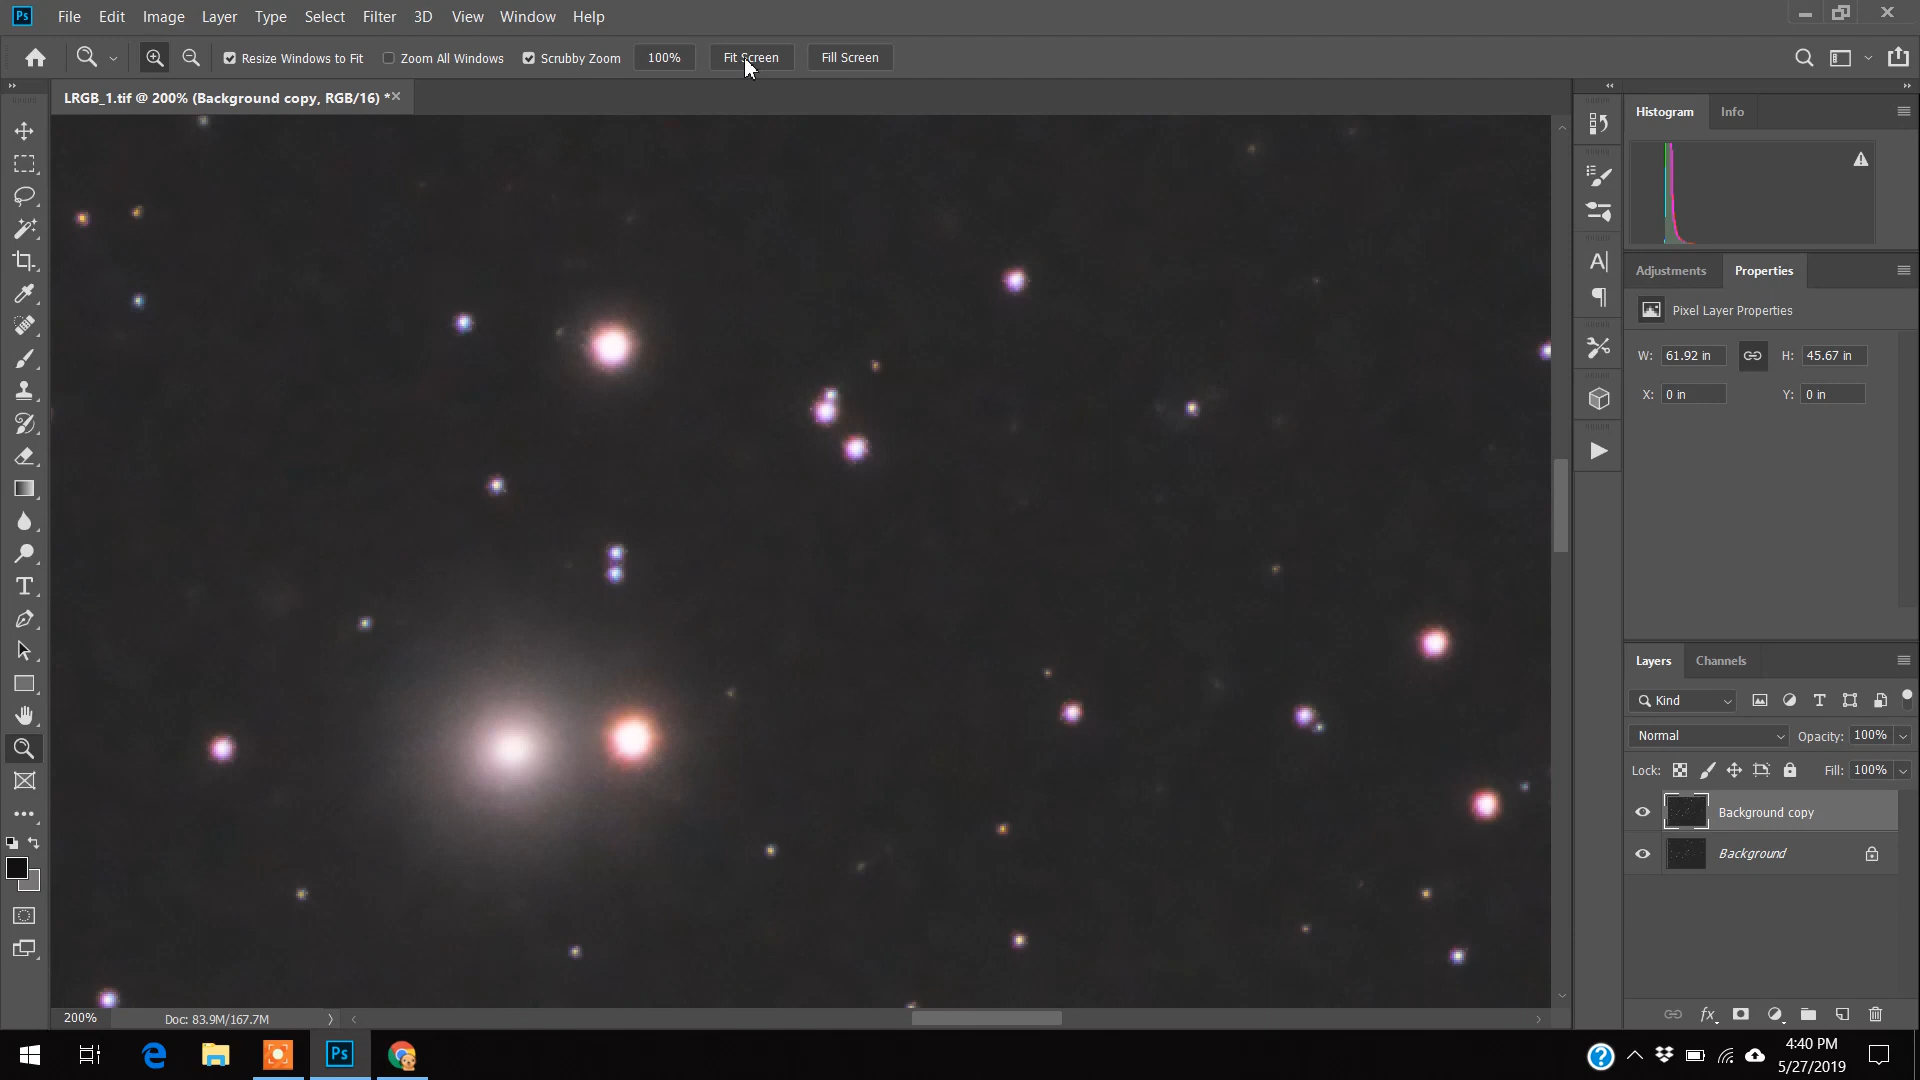 Ps File Edit Image Layer Type Select Filter 3D View Window Help
Resize Windows to Fit Zoom All Windows Scrubby Zoom 100% Fit Screen Fill Screen
LRGB_1.tif @ 200% (Background copy, RGB/16) *
Histogram Info
Adjustments Properties
Pixel Layer Properties
W: 61.92 in H: 45.67 in
X: 0 in Y: 0 in
Layers Channels
Kind
Normal Opacity: 100%
Lock: Fill: 100%
Background copy
Background
200% Doc: 83.9M/167.7M
Ps 4:40 PM
5/27/2019